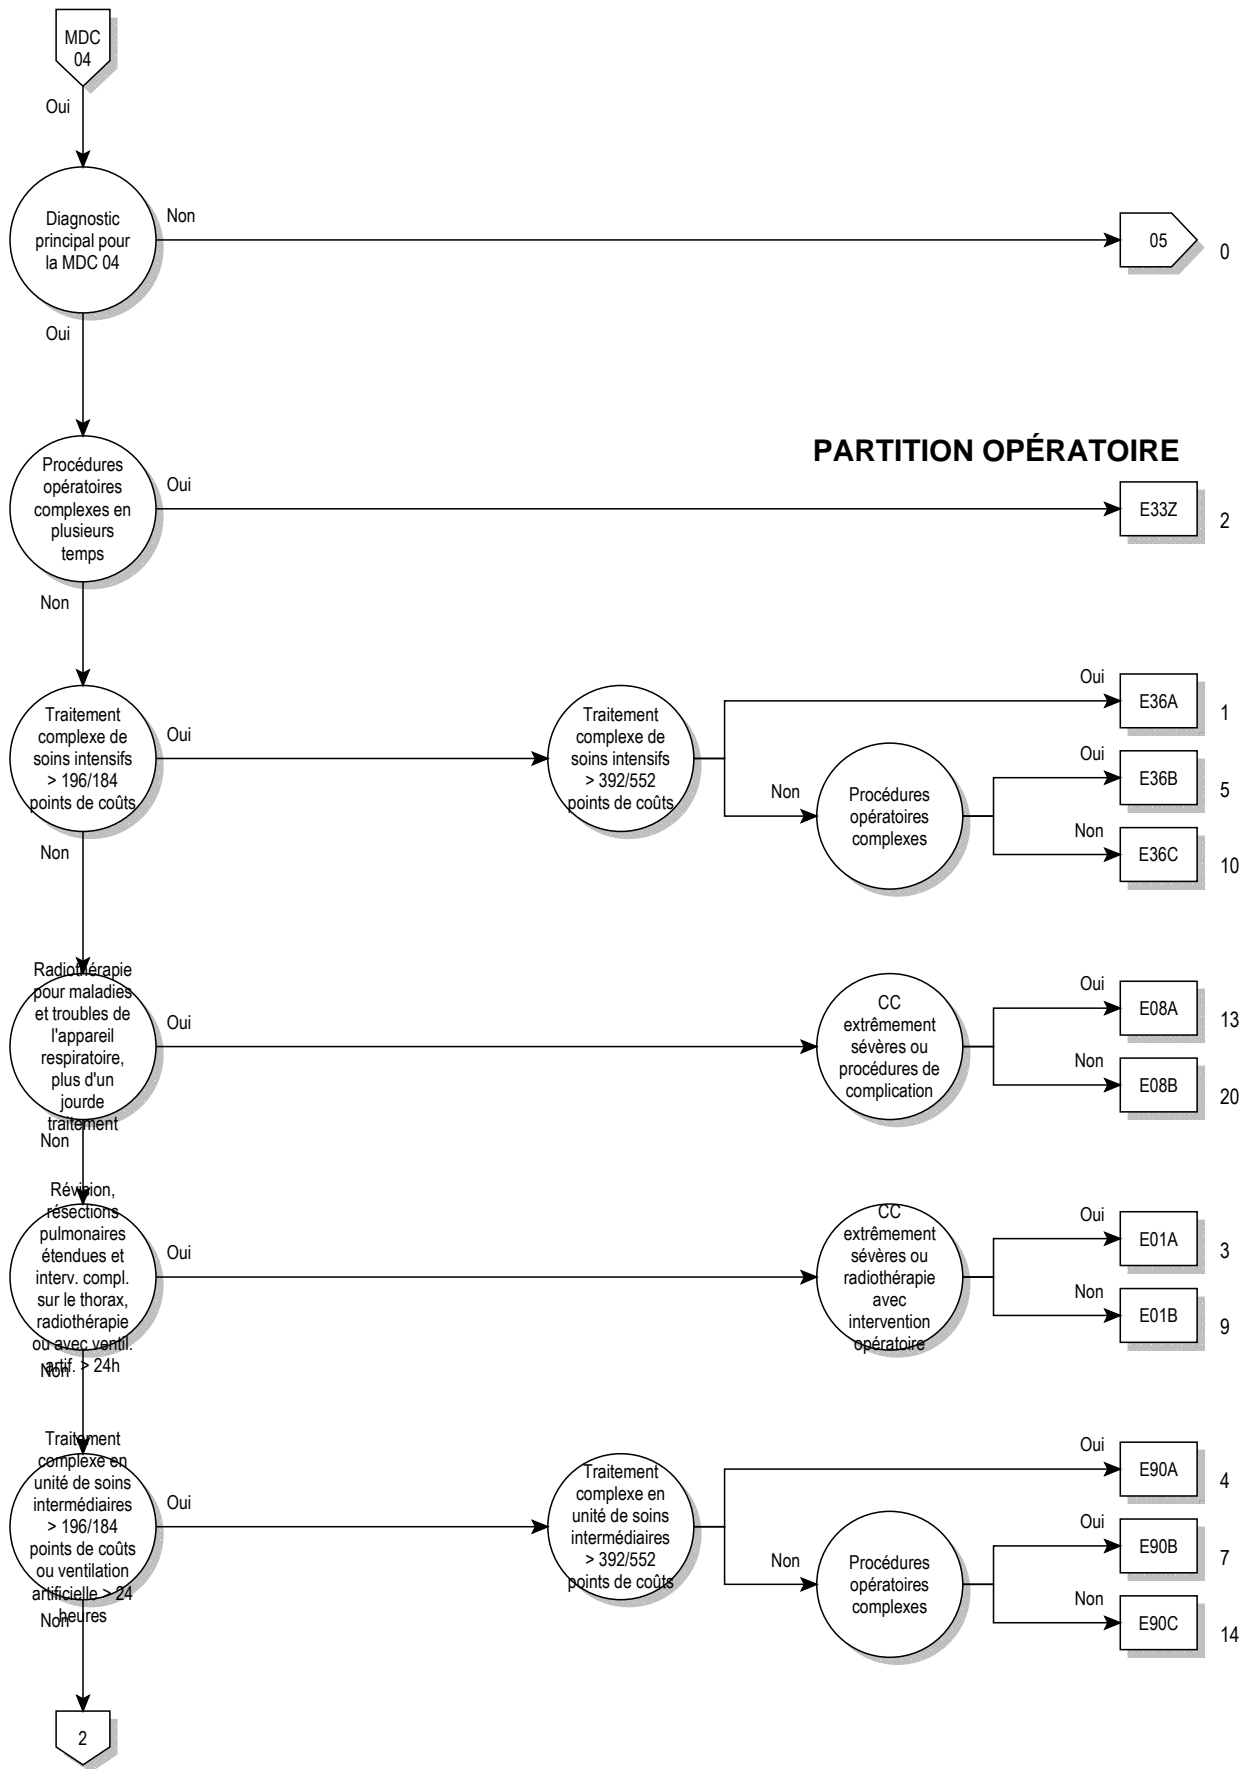 MDC
04
Oui
Diagnostic
principal pour
la MDC 04
Non
05
0
Oui
PARTITION OPÉRATOIRE
Procédures
opératoires
complexes en
plusieurs
temps
Oui
E33Z
2
Non
Traitement
complexe de
soins intensifs
> 196/184
points de coûts
Oui
Traitement
complexe de
soins intensifs
> 392/552
points de coûts
Oui
E36A
1
Non
Procédures
opératoires
complexes
Oui
E36B
5
Non
E36C
10
Non
Radiothérapie
pour maladies
et troubles de
l'appareil
respiratoire,
plus d'un
jourde
traitement
Oui
CC
extrêmement
sévères ou
procédures de
complication
Oui
E08A
13
Non
E08B
20
Non
Révision,
résections
pulmonaires
étendues et
interv. compl.
sur le thorax,
radiothérapie
ou avec ventil.
artif. > 24h
Oui
CC
extrêmement
sévères ou
radiothérapie
avec
intervention
opératoire
Oui
E01A
3
Non
E01B
9
Non
Traitement
complexe en
unité de soins
intermédiaires
> 196/184
points de coûts
ou ventilation
artificielle > 24
heures
Oui
Traitement
complexe en
unité de soins
intermédiaires
> 392/552
points de coûts
Oui
E90A
4
Non
Procédures
opératoires
complexes
Oui
E90B
7
Non
E90C
14
Non
2